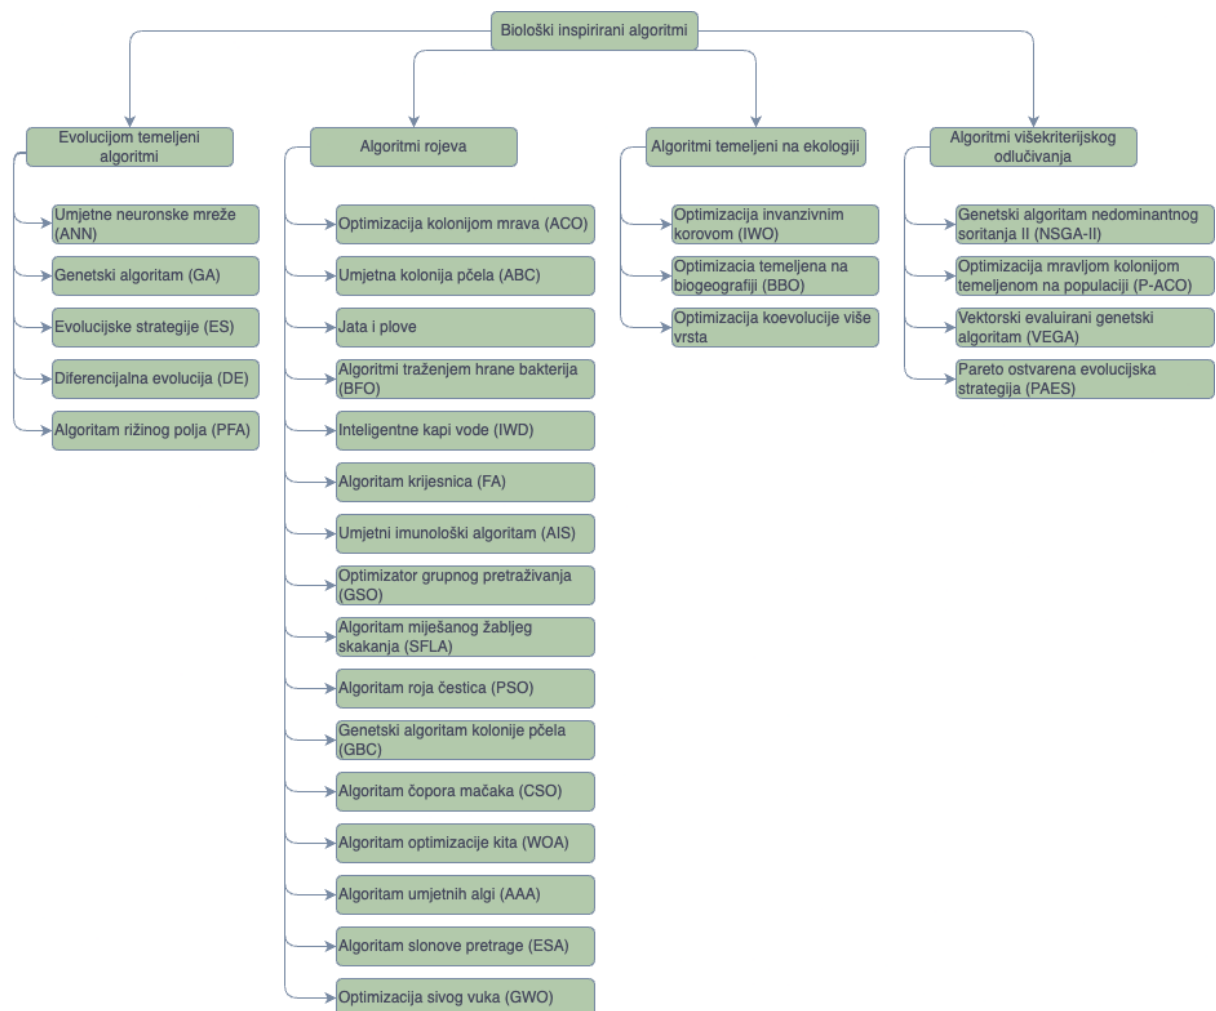 Biološki inspirirani algoritmi
Evolucijom temeljeni
algoritmi
Umjetne neuronske mreže
(ANN)
Genetski algoritam (GA)
Evolucijske strategije (ES)
Diferencijalna evolucija (DE)
Algoritam rižinog polja (PFA)
Algoritmi rojeva
Optimizacija kolonijom mrava (ACO)
Umjetna kolonija pčela (ABC)
Jata i plove
Algoritmi traženjem hrane bakterija
(BFO)
Inteligentne kapi vode (IWD)
Algoritam krijesnica (FA)
Umjetni imunološki algoritam (AIS)
Optimizator grupnog pretraživanja
(GSO)
Algoritam miješanog žabljeg
skakanja (SFLA)
Algoritam roja čestica (PSO)
Genetski algoritam kolonije pčela
(GBC)
Algoritam čopora mačaka (CSO)
Algoritam optimizacije kita (WOA)
Algoritam umjetnih algi (AAA)
Algoritam slonove pretrage (ESA)
Optimizacija sivog vuka (GWO)
Algoritmi temeljeni na ekologiji
Optimizacija invanzivnim
korovom (IWO)
Optimizacia temeljena na
biogeografiji (BBO)
Optimizacija koevolucije više
vrsta
Algoritmi višekriterijskog
odlučivanja
Genetski algoritam nedominantnog
soritanja II (NSGA-II)
Optimizacija mravljom kolonijom
temeljenom na populaciji (P-ACO)
Vektorski evaluirani genetski
algoritam (VEGA)
Pareto ostvarena evolucijska
strategija (PAES)